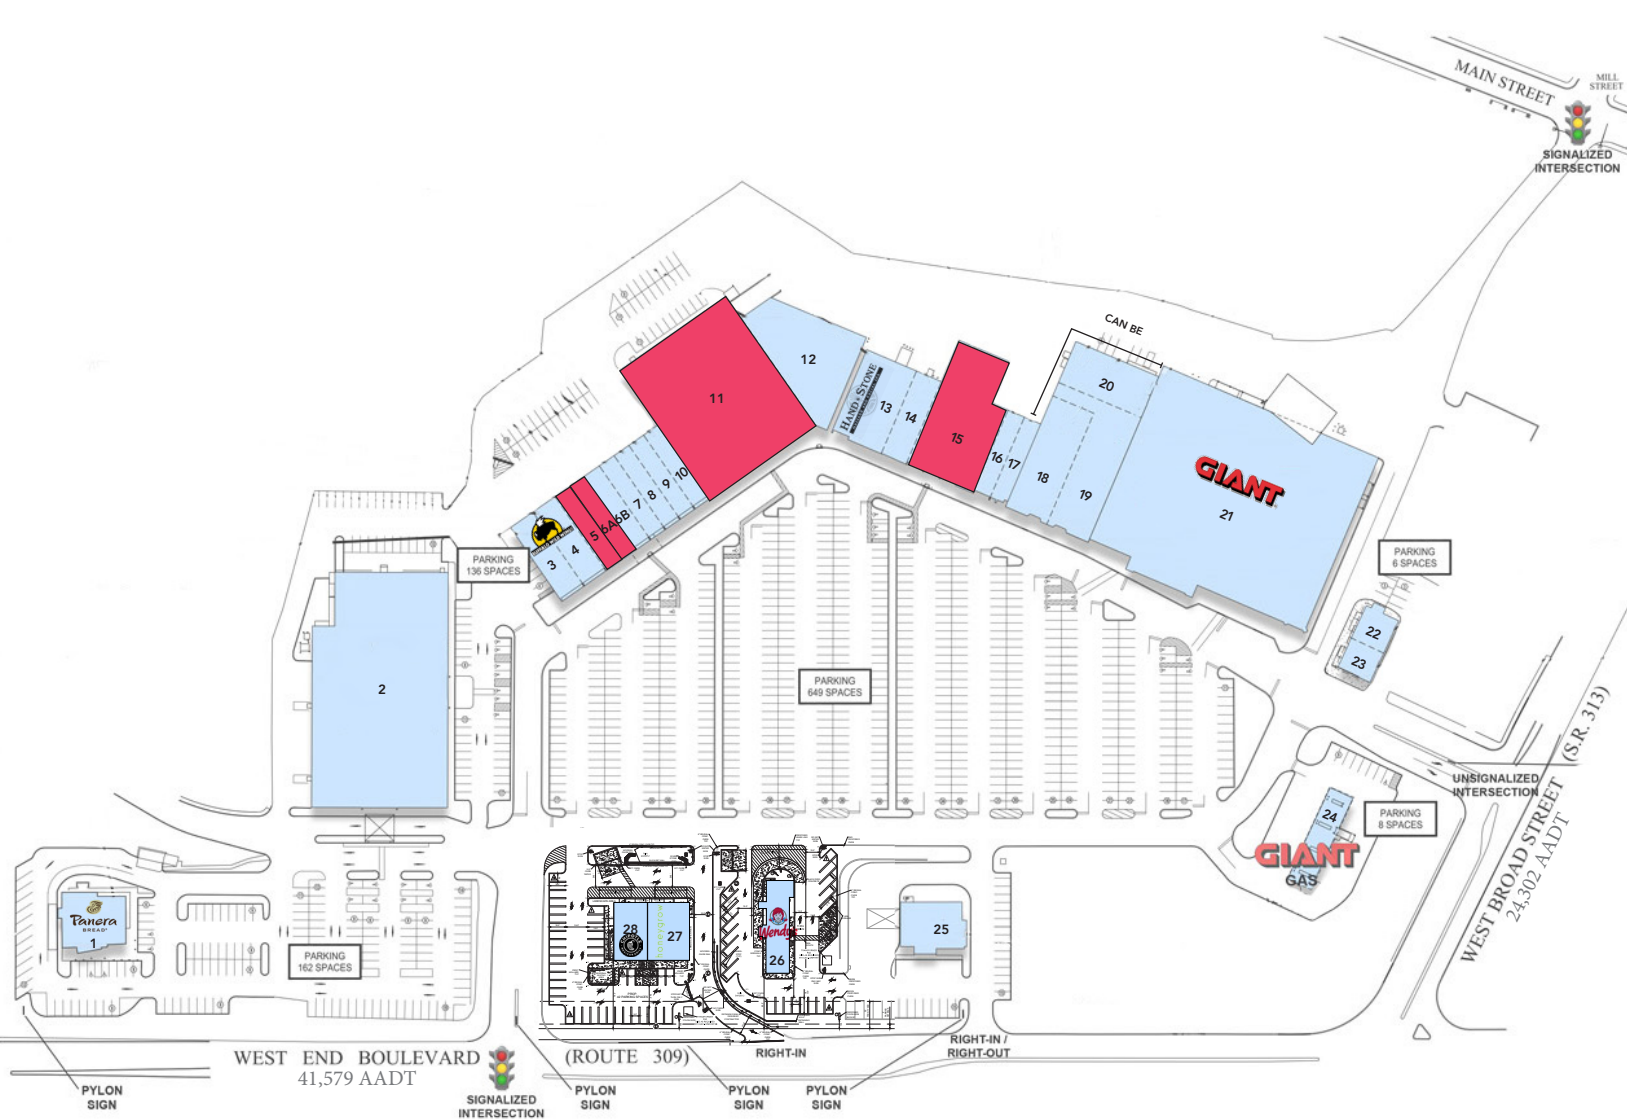 MAIN STREET
MILL
STREET
SIGNALIZED
INTERSECTION
CAN BE
11
12
HAND & STONE
13
14
15
16
17
18
19
20
GIANT
21
BUFFALO WILD WINGS
3
4
5
6A
6B
7
8
9
10
PARKING
136 SPACES
PARKING
6 SPACES
22
23
2
PARKING
649 SPACES
(S.R. 313)
UNSIGNALIZED
INTERSECTION
WEST BROAD STREET
24,302 AADT
PARKING
8 SPACES
24
GIANT
GAS
Panera
BREAD
1
PARKING
162 SPACES
28
27
honeygrow
Wendy's
26
25
WEST END BOULEVARD
41,579 AADT
(ROUTE 309)
RIGHT-IN
RIGHT-IN /
RIGHT-OUT
PYLON
SIGN
SIGNALIZED
INTERSECTION
PYLON
SIGN
PYLON
SIGN
PYLON
SIGN